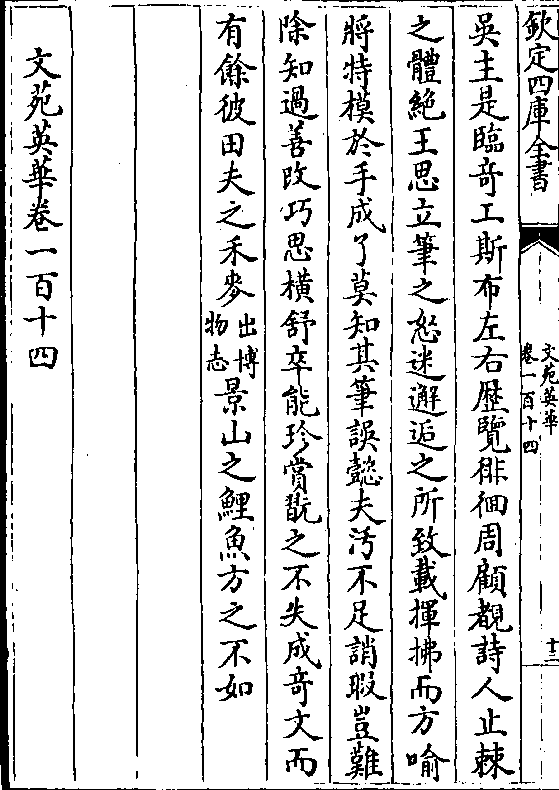 欽定四庫全書
文苑英華
卷一百十四
十三
吳主是臨竒工斯布左右歴覽徘徊周顧覩詩人止棘
之體絶王思立筆之怒迷邂逅之所致載揮拂而方喻
將特模於手成了莫知其筆誤懿夫汚不足誚瑕豈難
除知過善改巧思横舒卒能珍賞翫之不失成竒文而
有餘彼田夫之禾麥出博物志景山之鯉魚方之不如
文苑英華卷一百十四